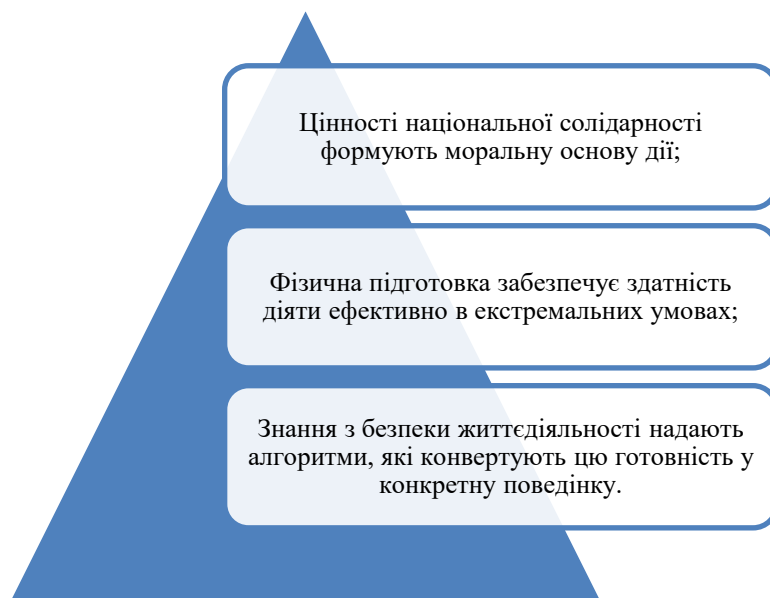 Цінності національної солідарності
формують моральну основу дії;
Фізична підготовка забезпечує здатність
діяти ефективно в екстремальних умовах;
Знання з безпеки життєдіяльності надають
алгоритми, які конвертують цю готовність у
конкретну поведінку.